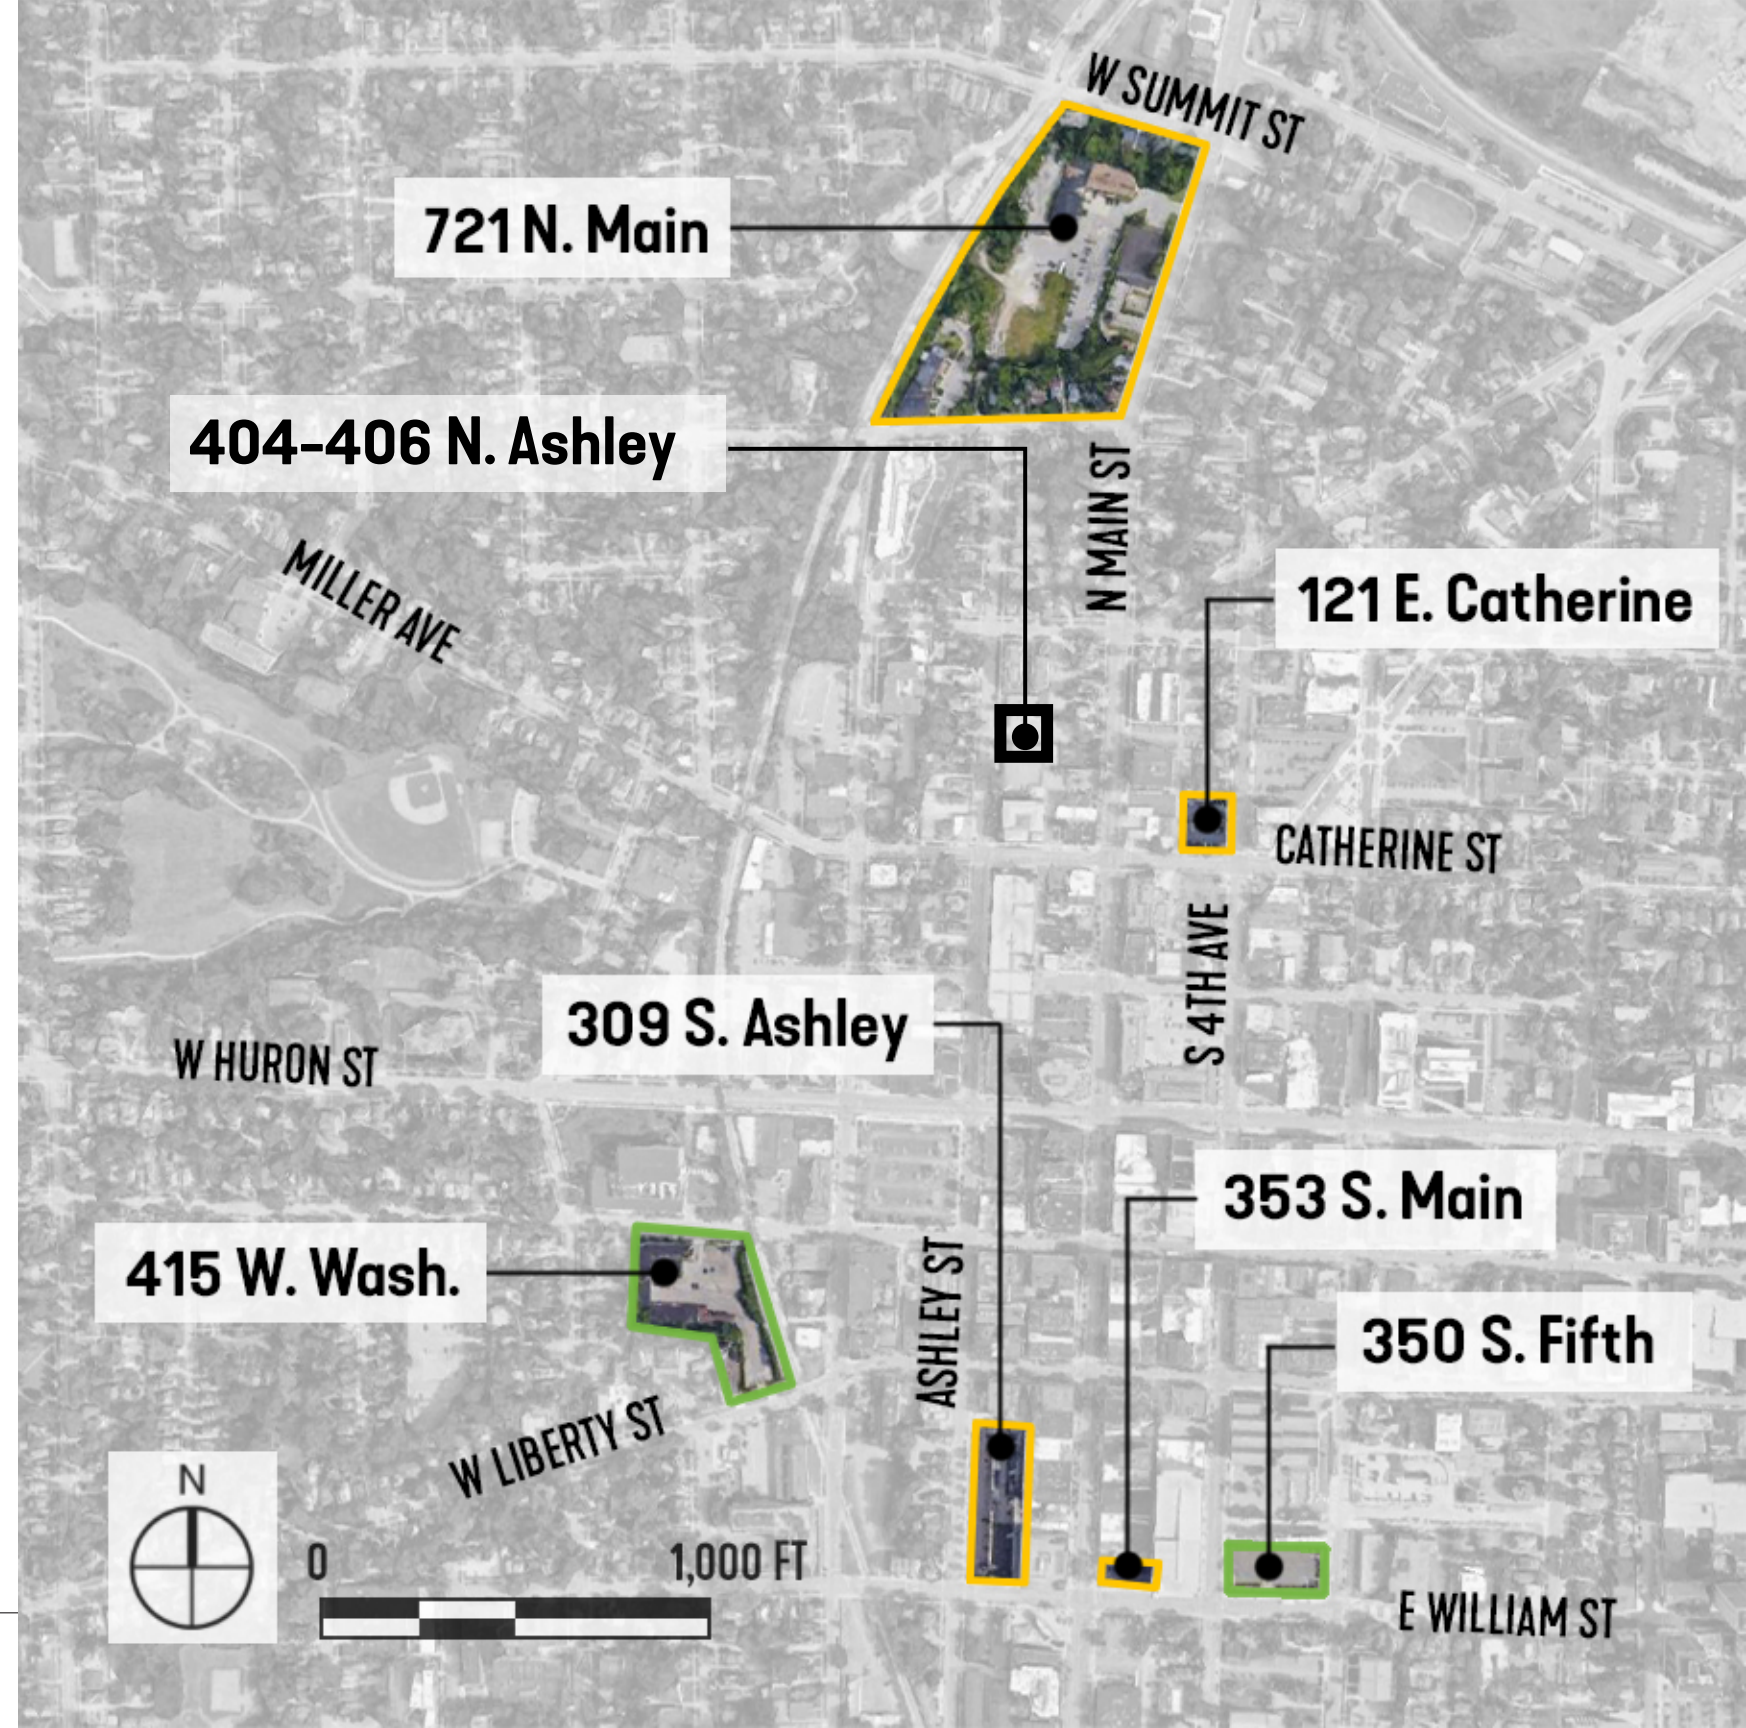 W SUMMIT ST
721 N. Main
404-406 N. Ashley
N MAIN ST
MILLER AVE
121 E. Catherine
CATHERINE ST
S 4TH AVE
309 S. Ashley
W HURON ST
353 S. Main
415 W. Wash.
ASHLEY ST
350 S. Fifth
W LIBERTY ST
N
0 1,000 FT
E WILLIAM ST